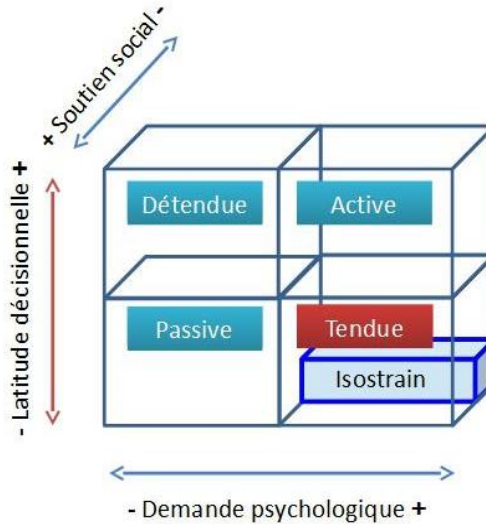 + Soutien social -
- Latitude décisionnelle +
Détendue
Active
Passive
Tendue
Isostrain
- Demande psychologique +